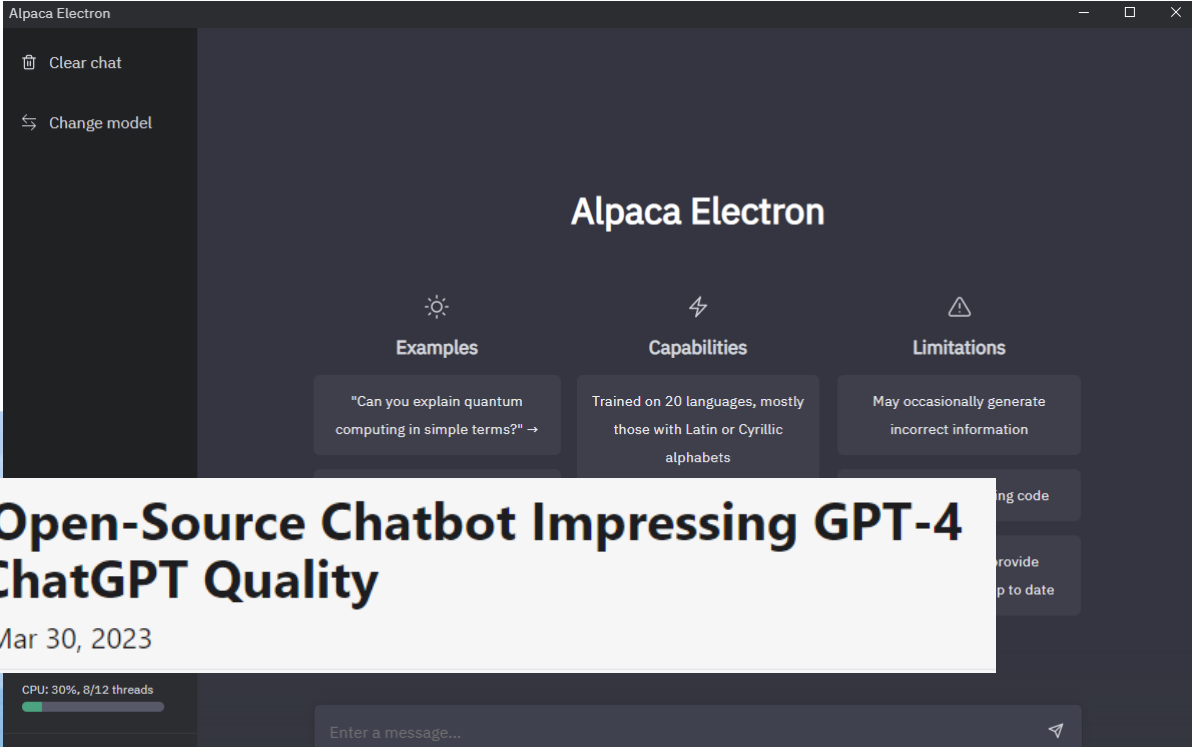 Alpaca Electron
Clear chat
Change model
Alpaca Electron
Examples
"Can you explain quantum
computing in simple terms?" →
Capabilities
Trained on 20 languages, mostly
those with Latin or Cyrillic
alphabets
Limitations
May occasionally generate
incorrect information
ng code
rovide
p to date
Open-Source Chatbot Impressing GPT-4
ChatGPT Quality
Mar 30, 2023
CPU: 30%, 8/12 threads
Enter a message...